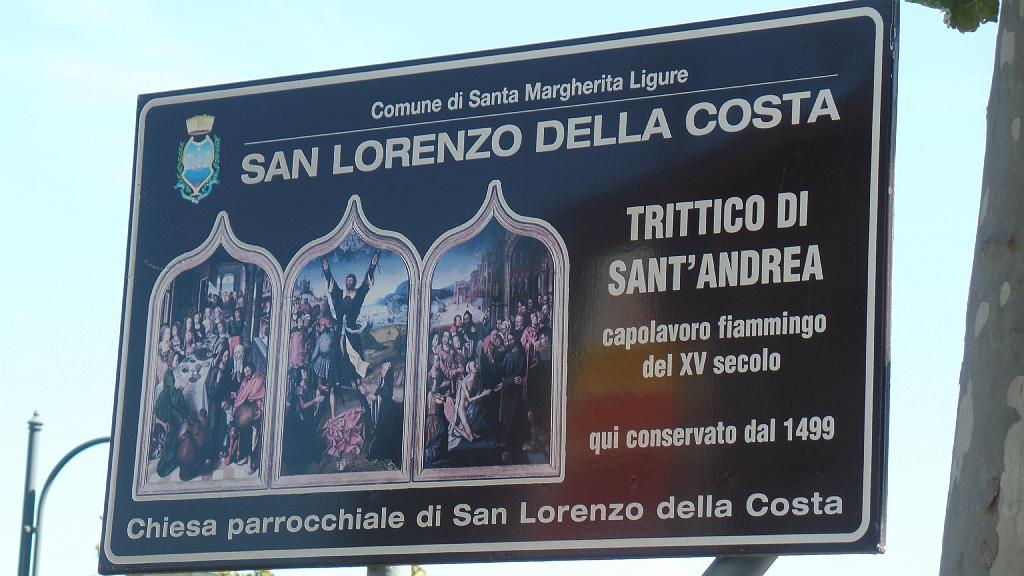 Comune di Santa Margherita Ligure
SAN LORENZO DELLA COSTA
TRITTICO DI
SANT'ANDREA
capolavoro fiammingo
del XV secolo
qui conservato dal 1499
Chiesa parrocchiale di San Lorenzo della Costa